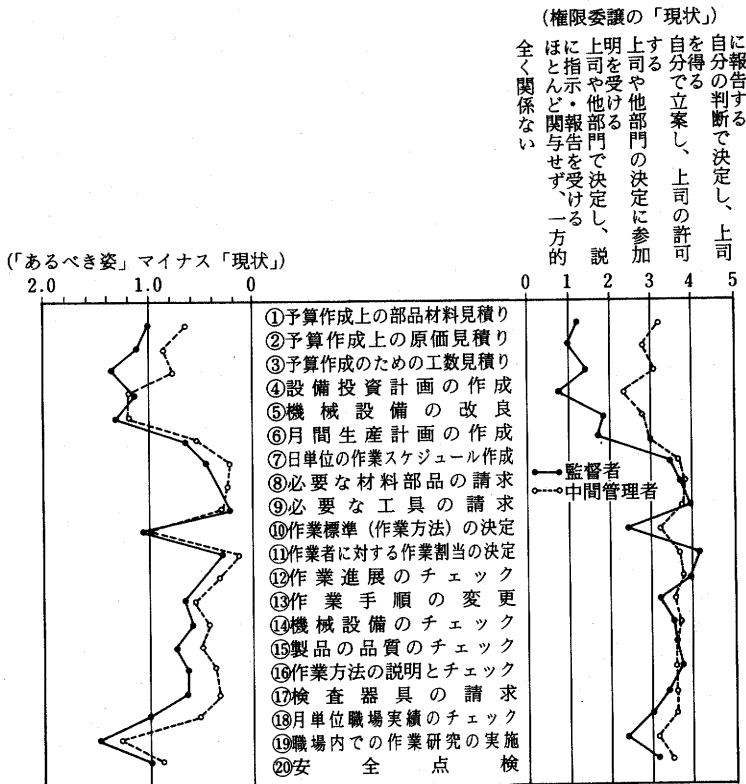 (権限委譲の「現状」)
自分の判断で決定し、上司
に報告する
自分で立案し、上司の許可
を得る
上司や他部門の決定に参加
する
上司や他部門で決定し、説
明を受ける
ほとんど関与せず、一方的
に指示・報告を受ける
全く関係ない
(「あるべき姿」マイナス「現状」)
2.0 1.0 0
0 1 2 3 4 5
①予算作成上の部品材料見積り
②予算作成上の原価見積り
③予算作成のための工数見積り
④設備投資計画の作成
⑤機械設備の改良
⑥月間生産計画の作成
⑦日単位の作業スケジュール作成
⑧必要な材料部品の請求
⑨必要な工具の請求
⑩作業標準(作業方法)の決定
⑪作業者に対する作業割当の決定
⑫作業進展のチェック
⑬作業手順の変更
⑭機械設備のチェック
⑮製品の品質のチェック
⑯作業方法の説明とチェック
⑰検査器具の請求
⑱月単位職場実績のチェック
⑲職場内での作業研究の実施
⑳安全点検
監督者
中間管理者